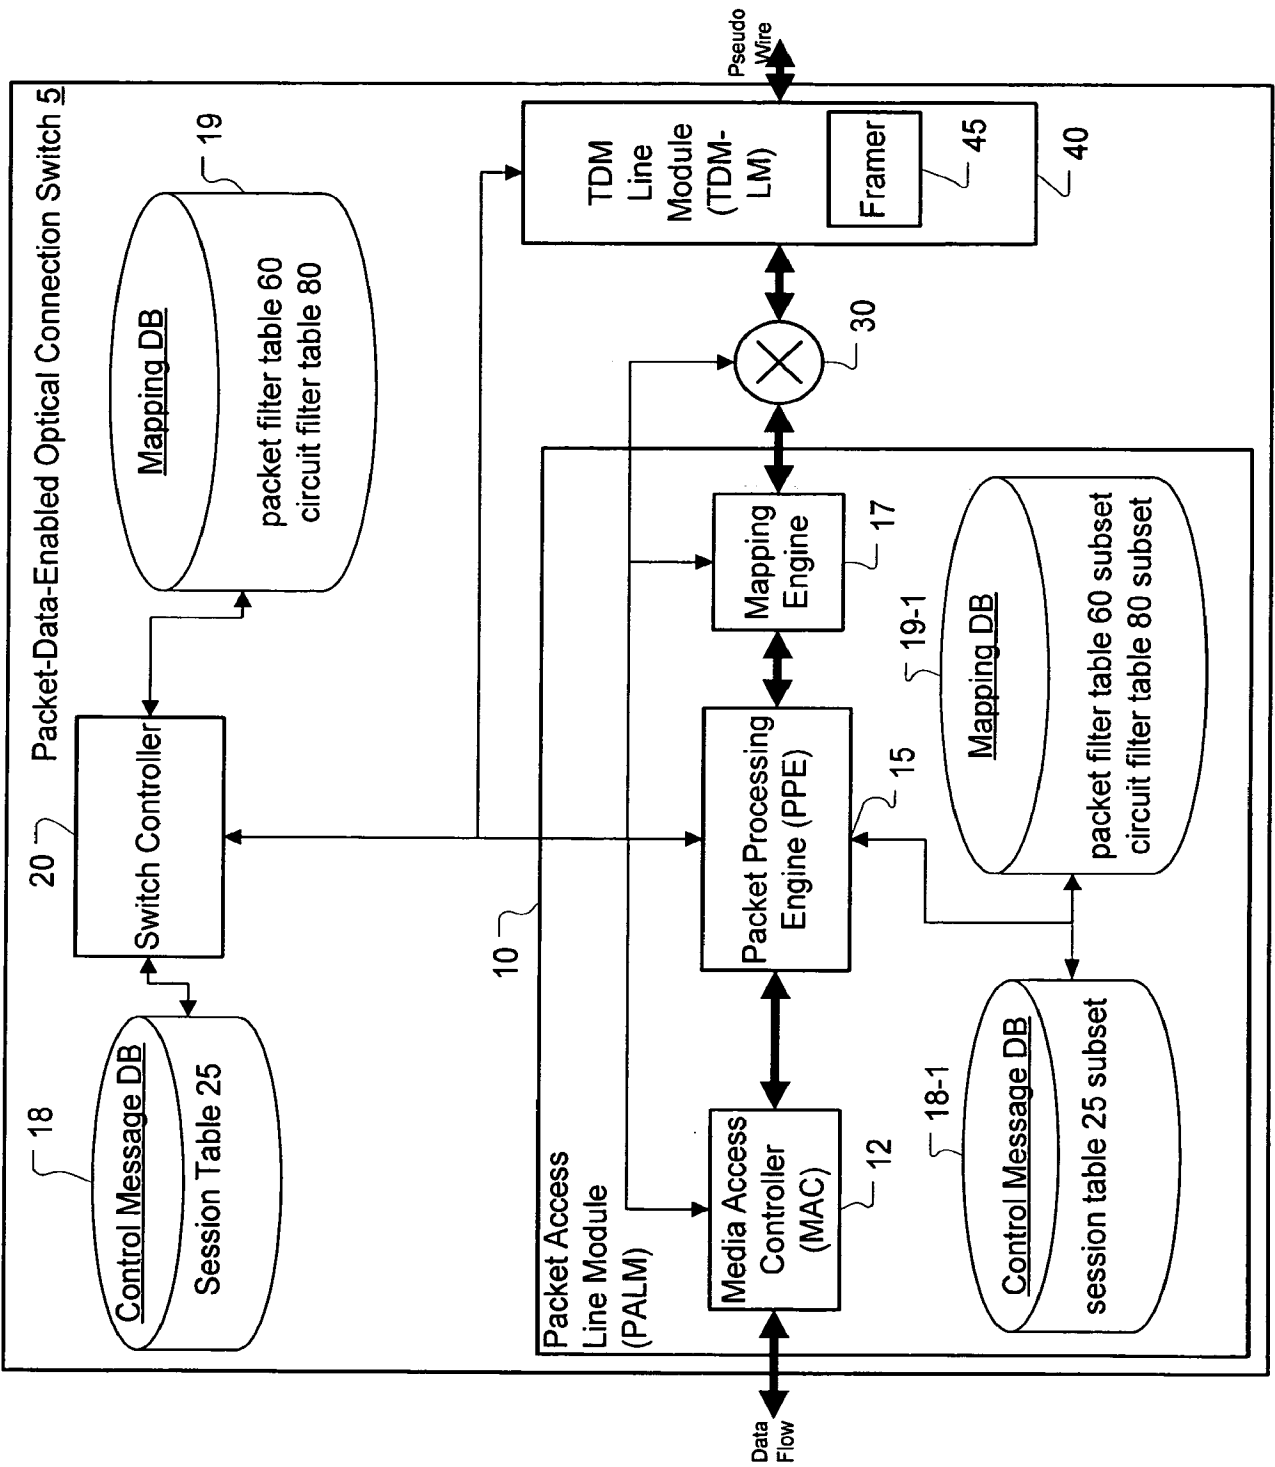 Packet-Data-Enabled Optical Connection Switch 5
18
Control Message DB
Session Table 25
20
Switch Controller
19
Mapping DB
packet filter table 60
circuit filter table 80
10
Packet Access
Line Module
(PALM)
Data
Flow
Media Access
Controller
(MAC)
12
Packet Processing
Engine (PPE)
15
Mapping
Engine
17
30
TDM
Line
Module
(TDM-
LM)
Framer
45
40
Pseudo
Wire
18-1
Control Message DB
session table 25 subset
19-1
Mapping DB
packet filter table 60 subset
circuit filter table 80 subset